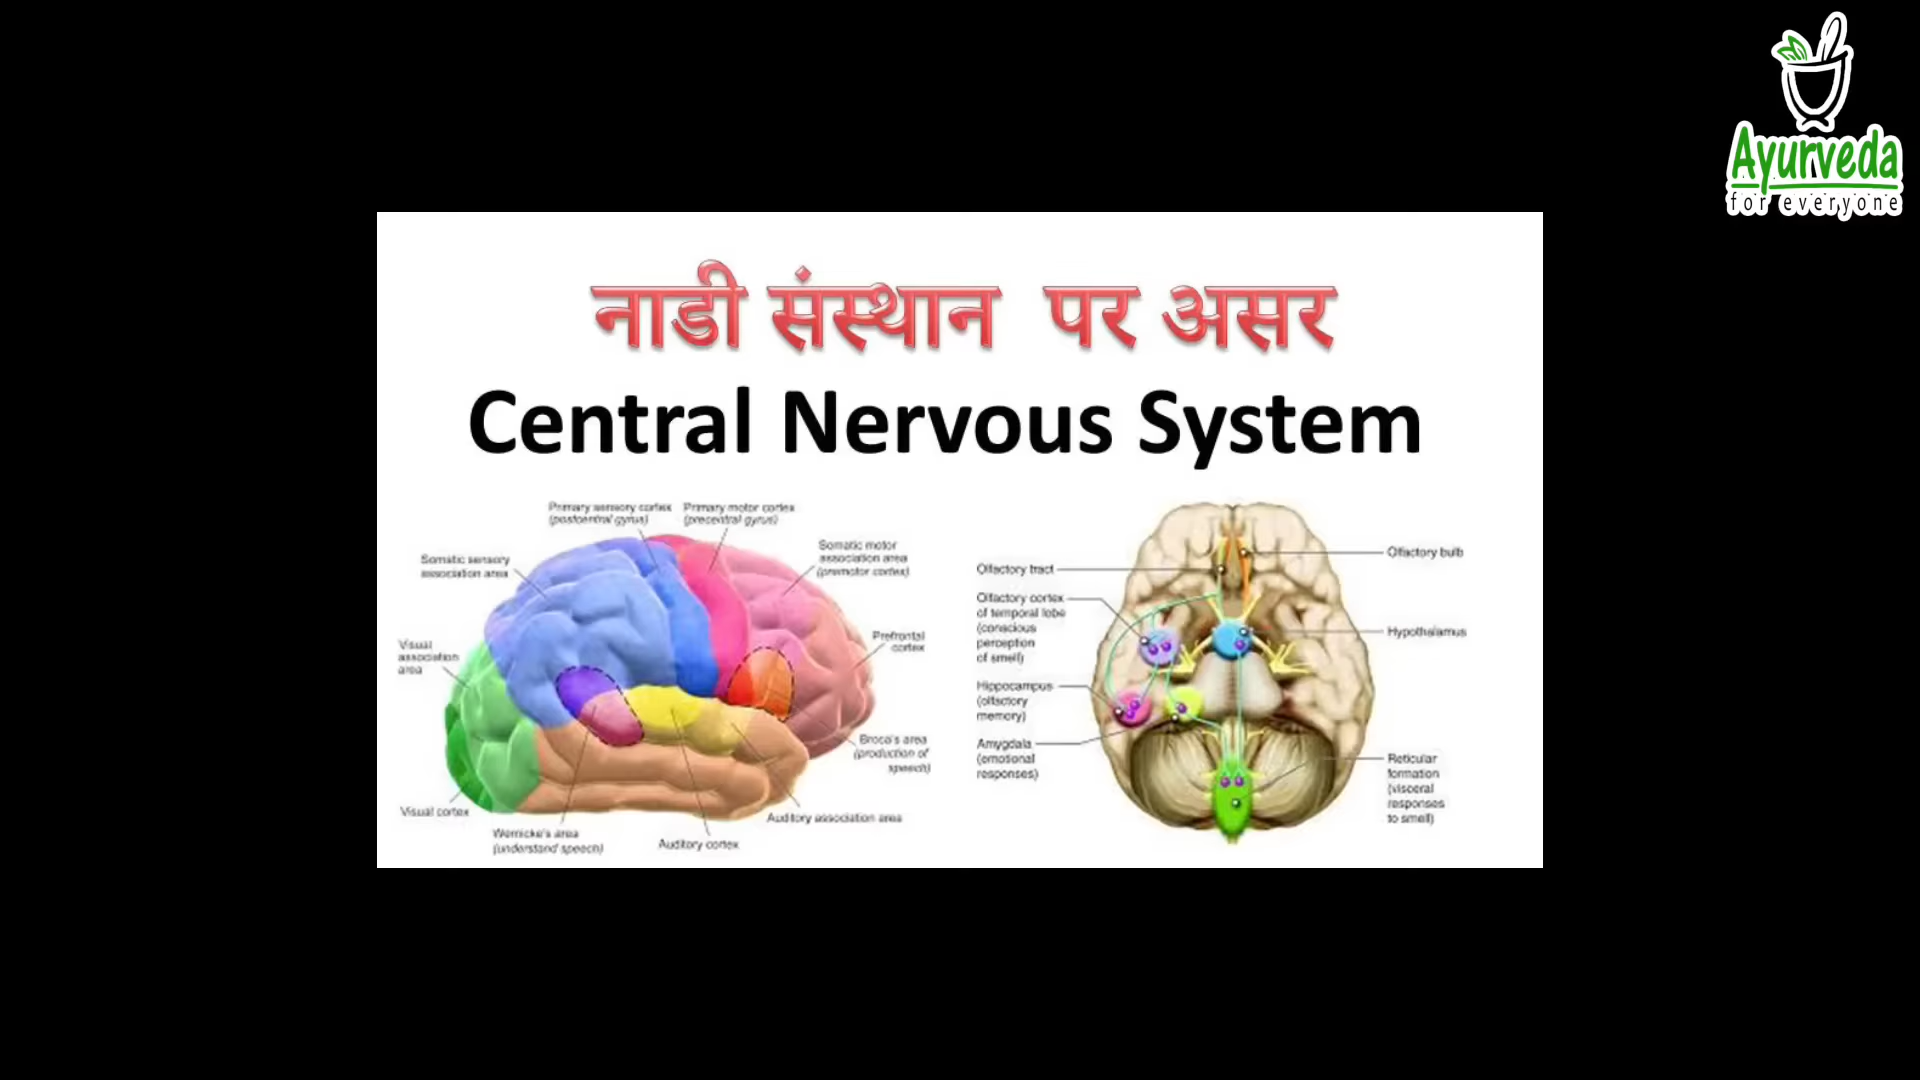 Ayurveda
for everyone
नाडी संस्थान पर असर
Central Nervous System
Primary sensory cortex
(postcentral gyrus)
Primary motor cortex
(precentral gyrus)
Somatic sensory
association area
Somatic motor
association area
(premotor cortex)
Visual
association
area
Prefrontal
cortex
Broca's area
(production of
speech)
Visual cortex
Wernicke's area
(understand speech)
Auditory cortex
Auditory association area
Olfactory tract
Olfactory cortex
of temporal lobe
(conscious
perception
of smell)
Hippocampus
(olfactory
memory)
Amygdala
(emotional
responses)
Olfactory bulb
Hypothalamus
Reticular
formation
(visceral
responses
to smell)